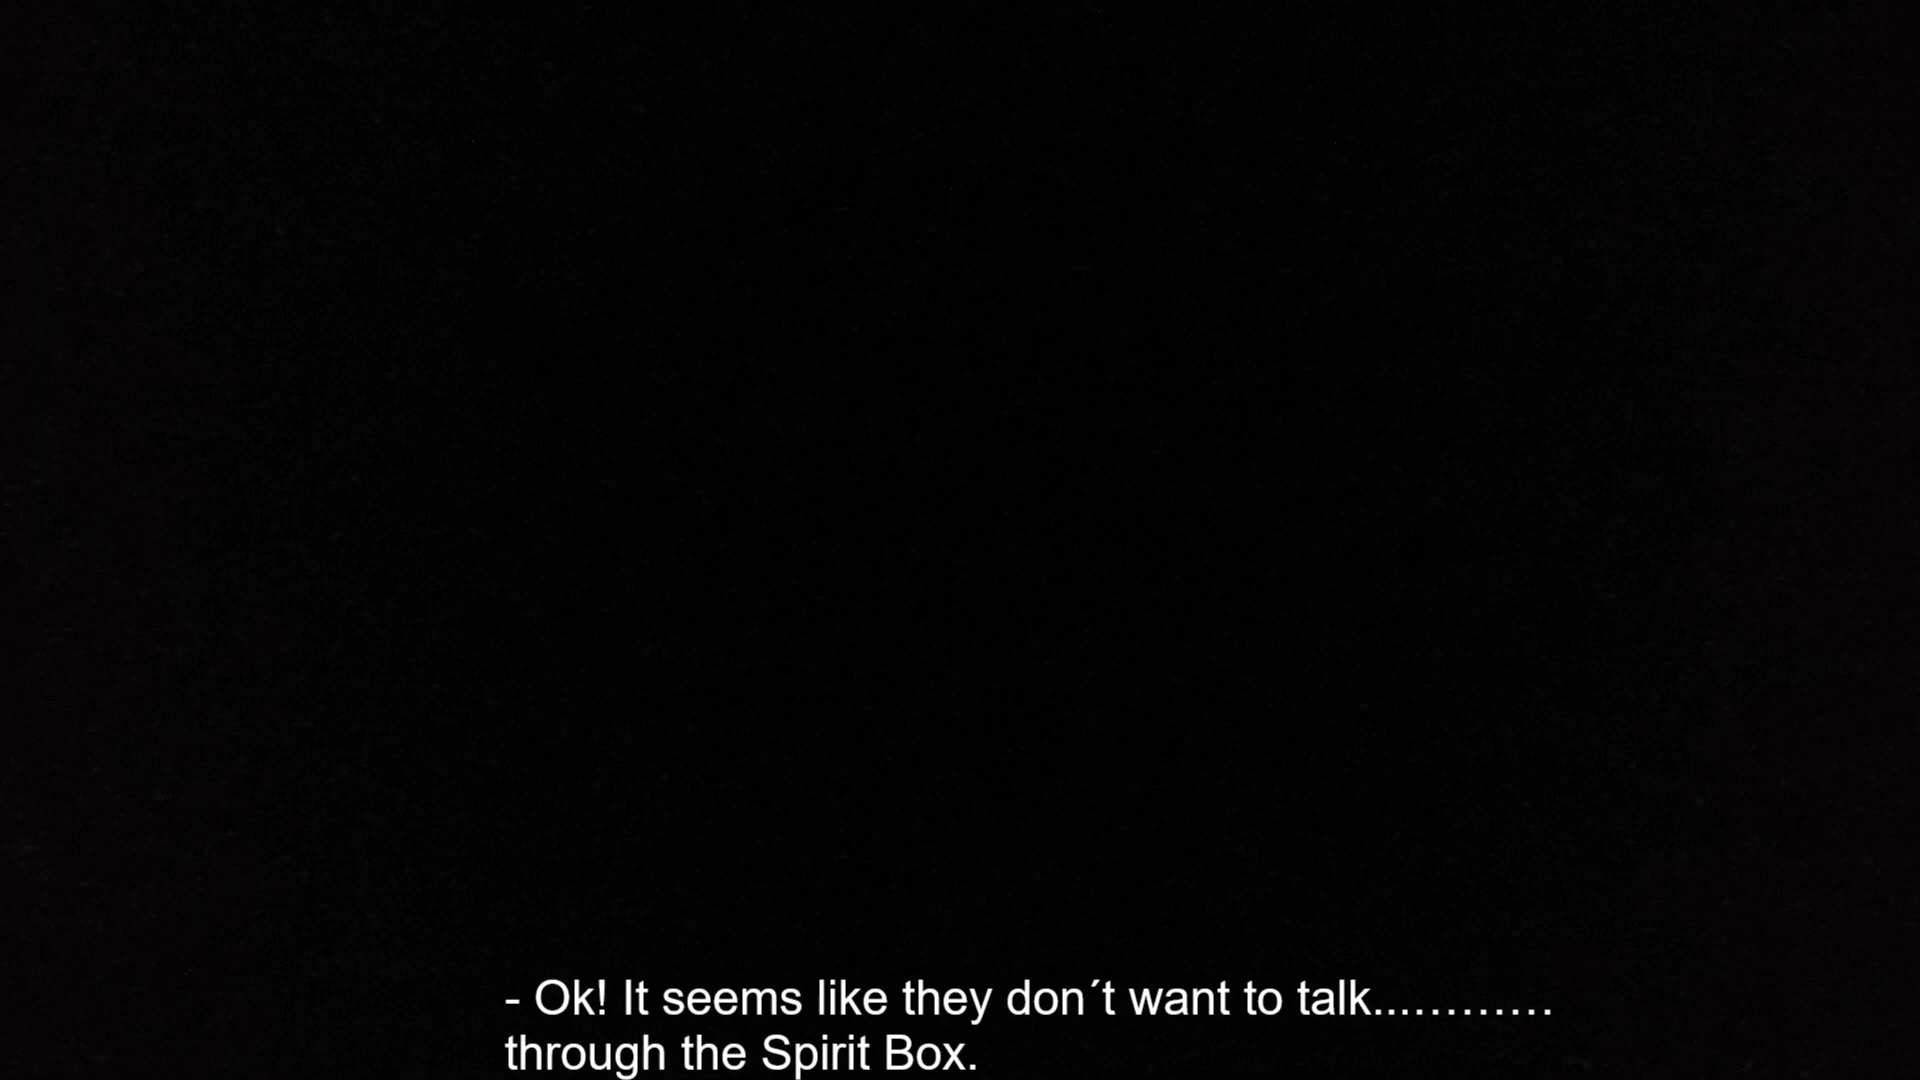 - Ok! It seems like they don´t want to talk............
through the Spirit Box.